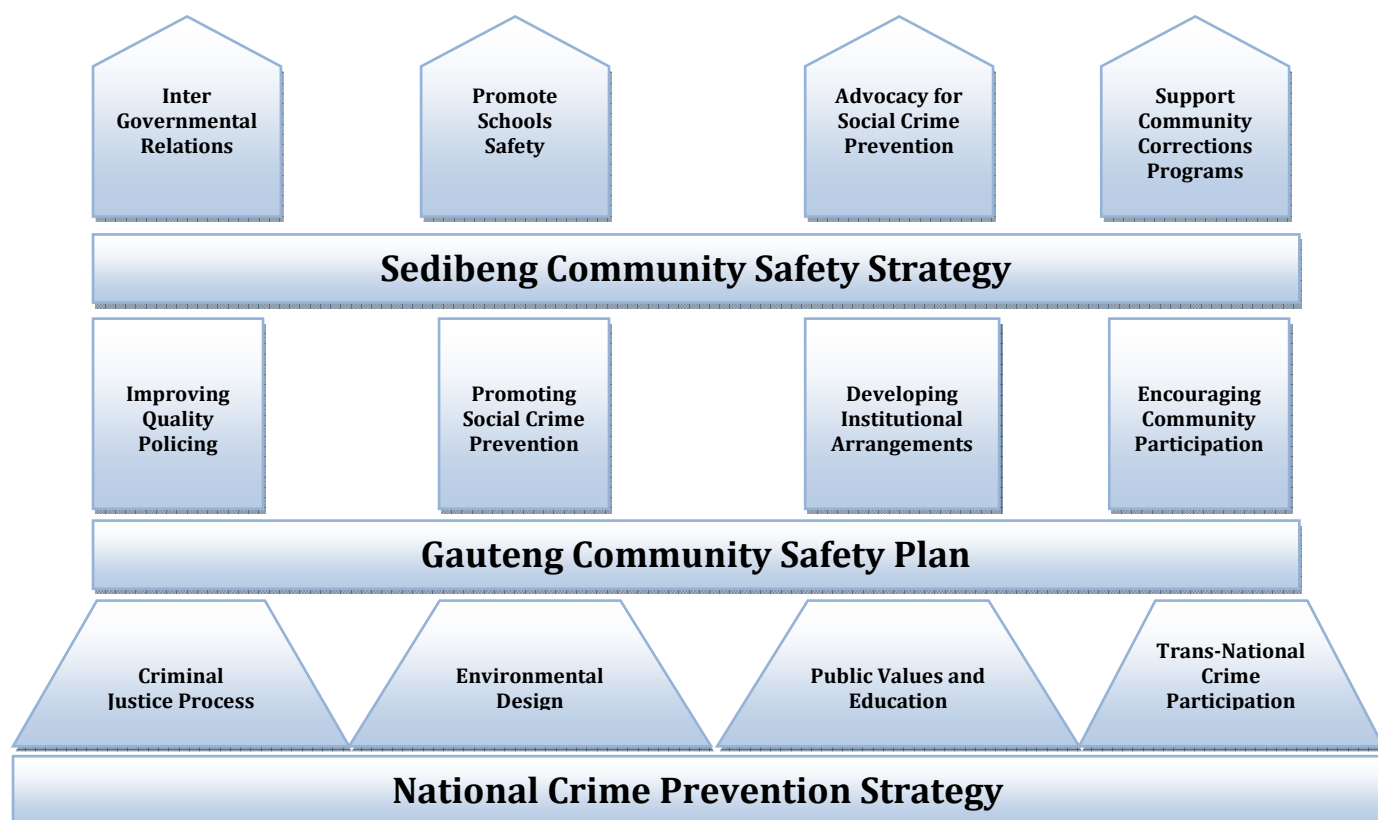 Inter
Governmental
Relations
Promote
Schools
Safety
Advocacy for
Social Crime
Prevention
Support
Community
Corrections
Programs
Sedibeng Community Safety Strategy
Improving
Quality
Policing
Promoting
Social Crime
Prevention
Developing
Institutional
Arrangements
Encouraging
Community
Participation
Gauteng Community Safety Plan
Criminal
Justice Process
Environmental
Design
Public Values and
Education
Trans-National
Crime
Participation
National Crime Prevention Strategy